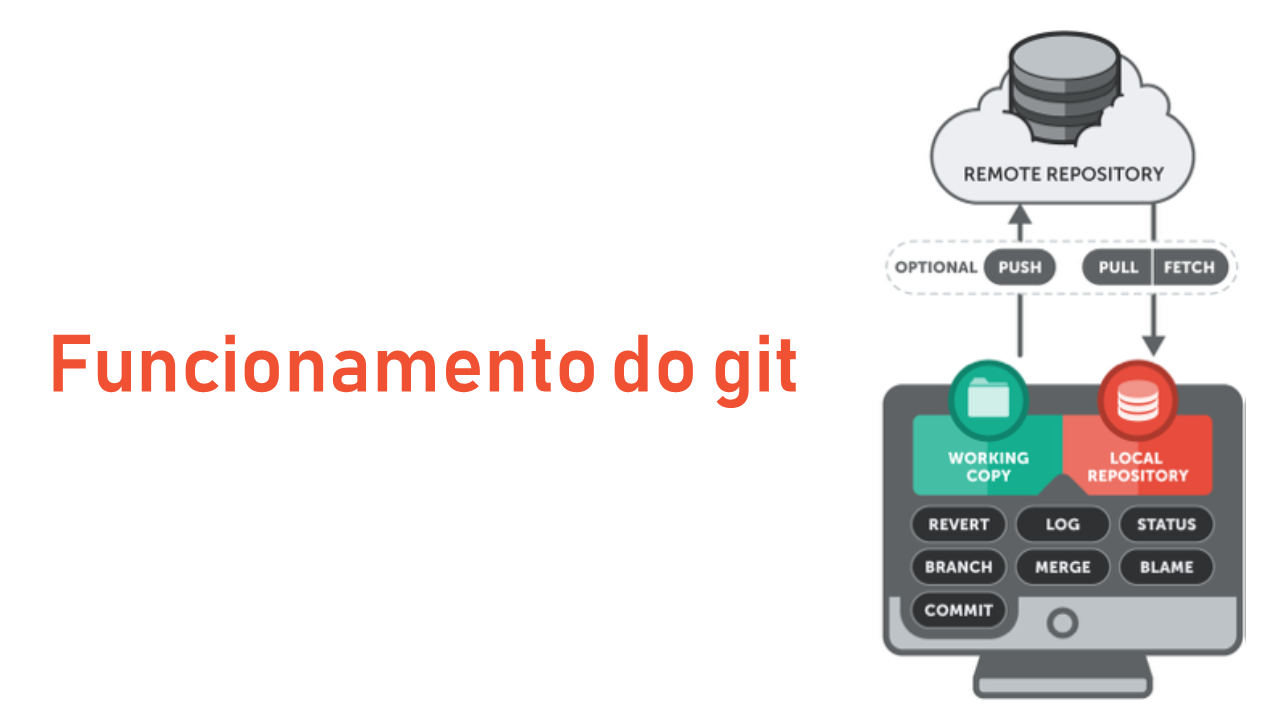 Funcionamento do git
REMOTE REPOSITORY
OPTIONAL PUSH PULL FETCH
WORKING
COPY
LOCAL
REPOSITORY
REVERT LOG STATUS
BRANCH MERGE BLAME
COMMIT